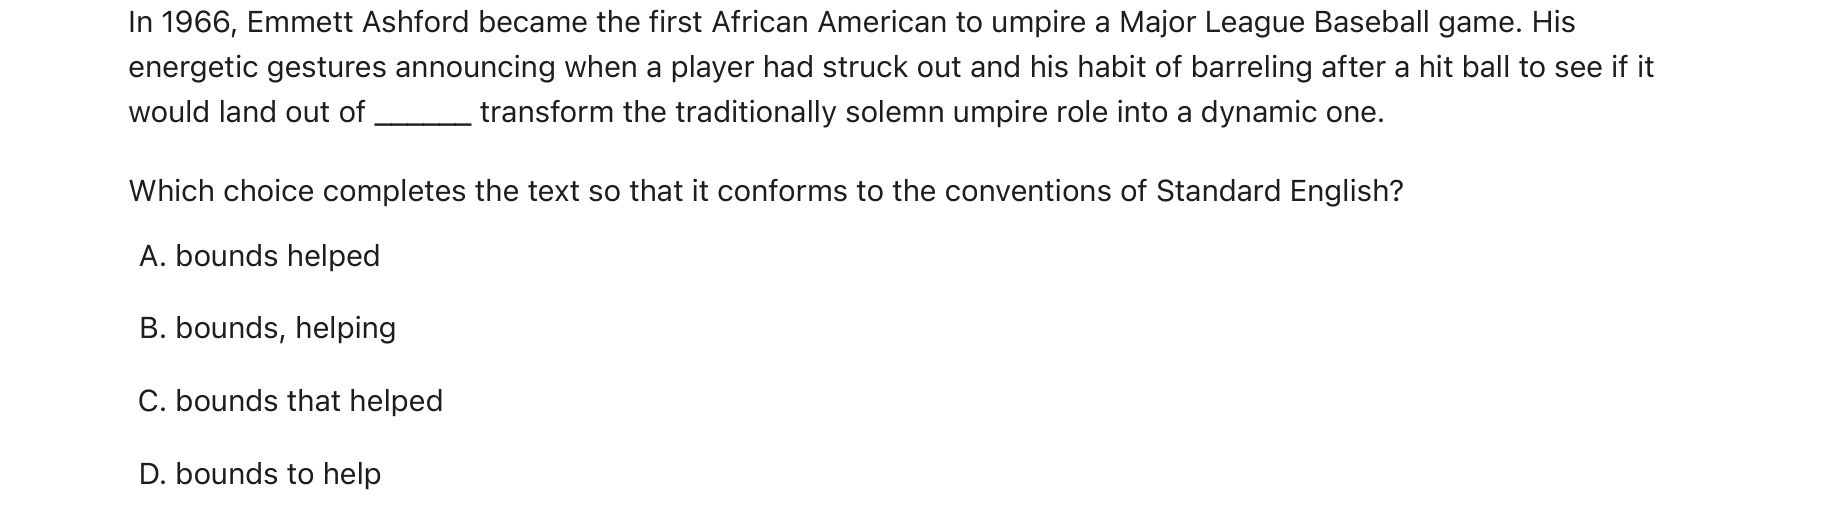 In 1966, Emmett Ashford became the first African American to umpire a Major League Baseball game. His
energetic gestures announcing when a player had struck out and his habit of barreling after a hit ball to see if it
would land out of ______ transform the traditionally solemn umpire role into a dynamic one.
Which choice completes the text so that it conforms to the conventions of Standard English?
A. bounds helped
B. bounds, helping
C. bounds that helped
D. bounds to help